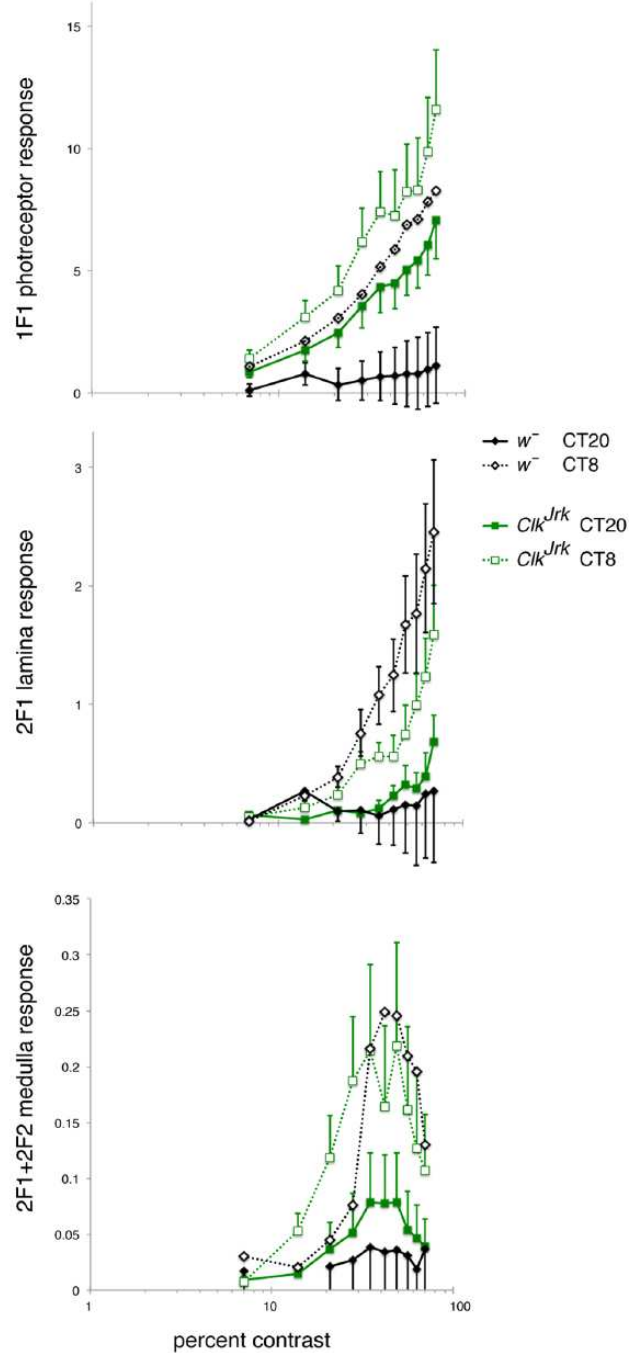 15
10
5
0
1F1 photreceptor response
3
2
1
0
2F1 lamina response
w⁻ CT20
w⁻ CT8
Clk^Jrk CT20
Clk^Jrk CT8
0.35
0.3
0.25
0.2
0.15
0.1
0.05
0.0
2F1+2F2 medulla response
1 10 100
percent contrast